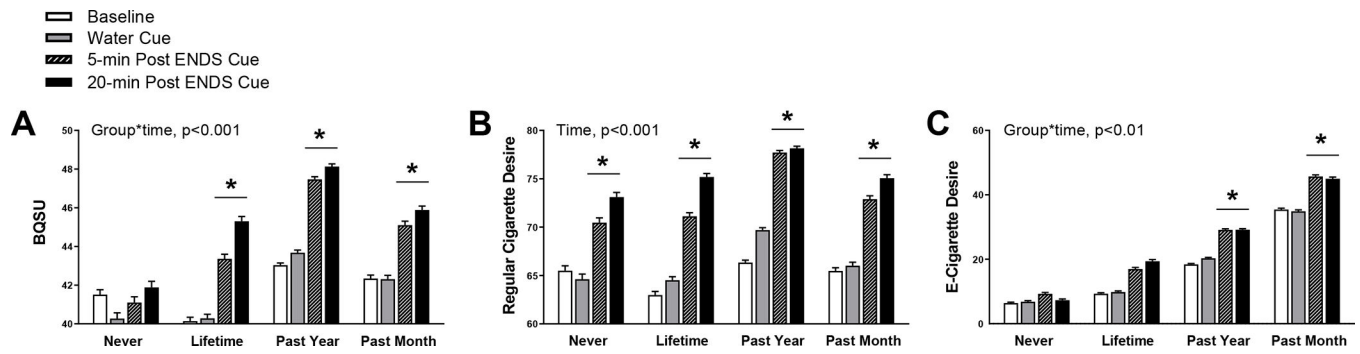 Baseline
Water Cue
5-min Post ENDS Cue
20-min Post ENDS Cue
A
Group*time, p<0.001
BQSU
50
48
46
44
42
40
*
*
*
Never
Lifetime
Past Year
Past Month
B
Time, p<0.001
Regular Cigarette Desire
80
75
70
65
60
*
*
*
*
Never
Lifetime
Past Year
Past Month
C
Group*time, p<0.01
E-Cigarette Desire
60
40
20
0
*
*
Never
Lifetime
Past Year
Past Month